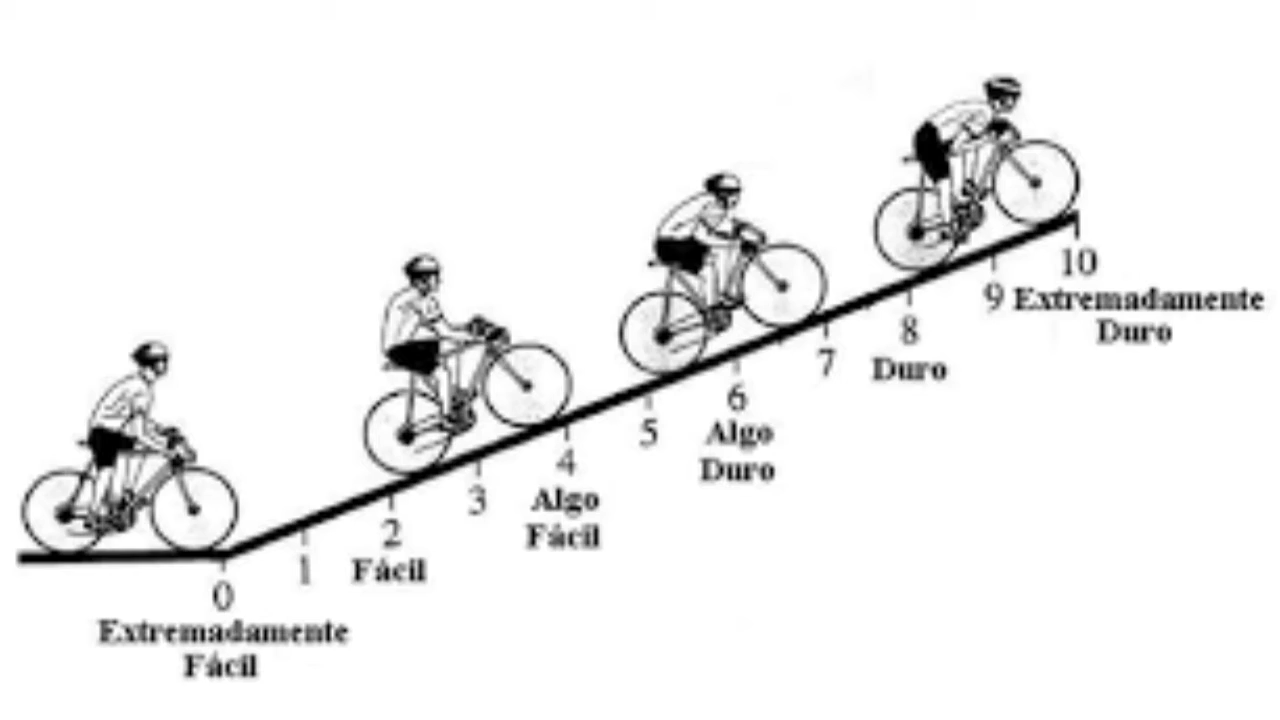 0
Extremadamente
Fácil
1
2
Fácil
3
4
Algo
Fácil
5
6
Algo
Duro
7
8
Duro
9
10
Extremadamente
Duro